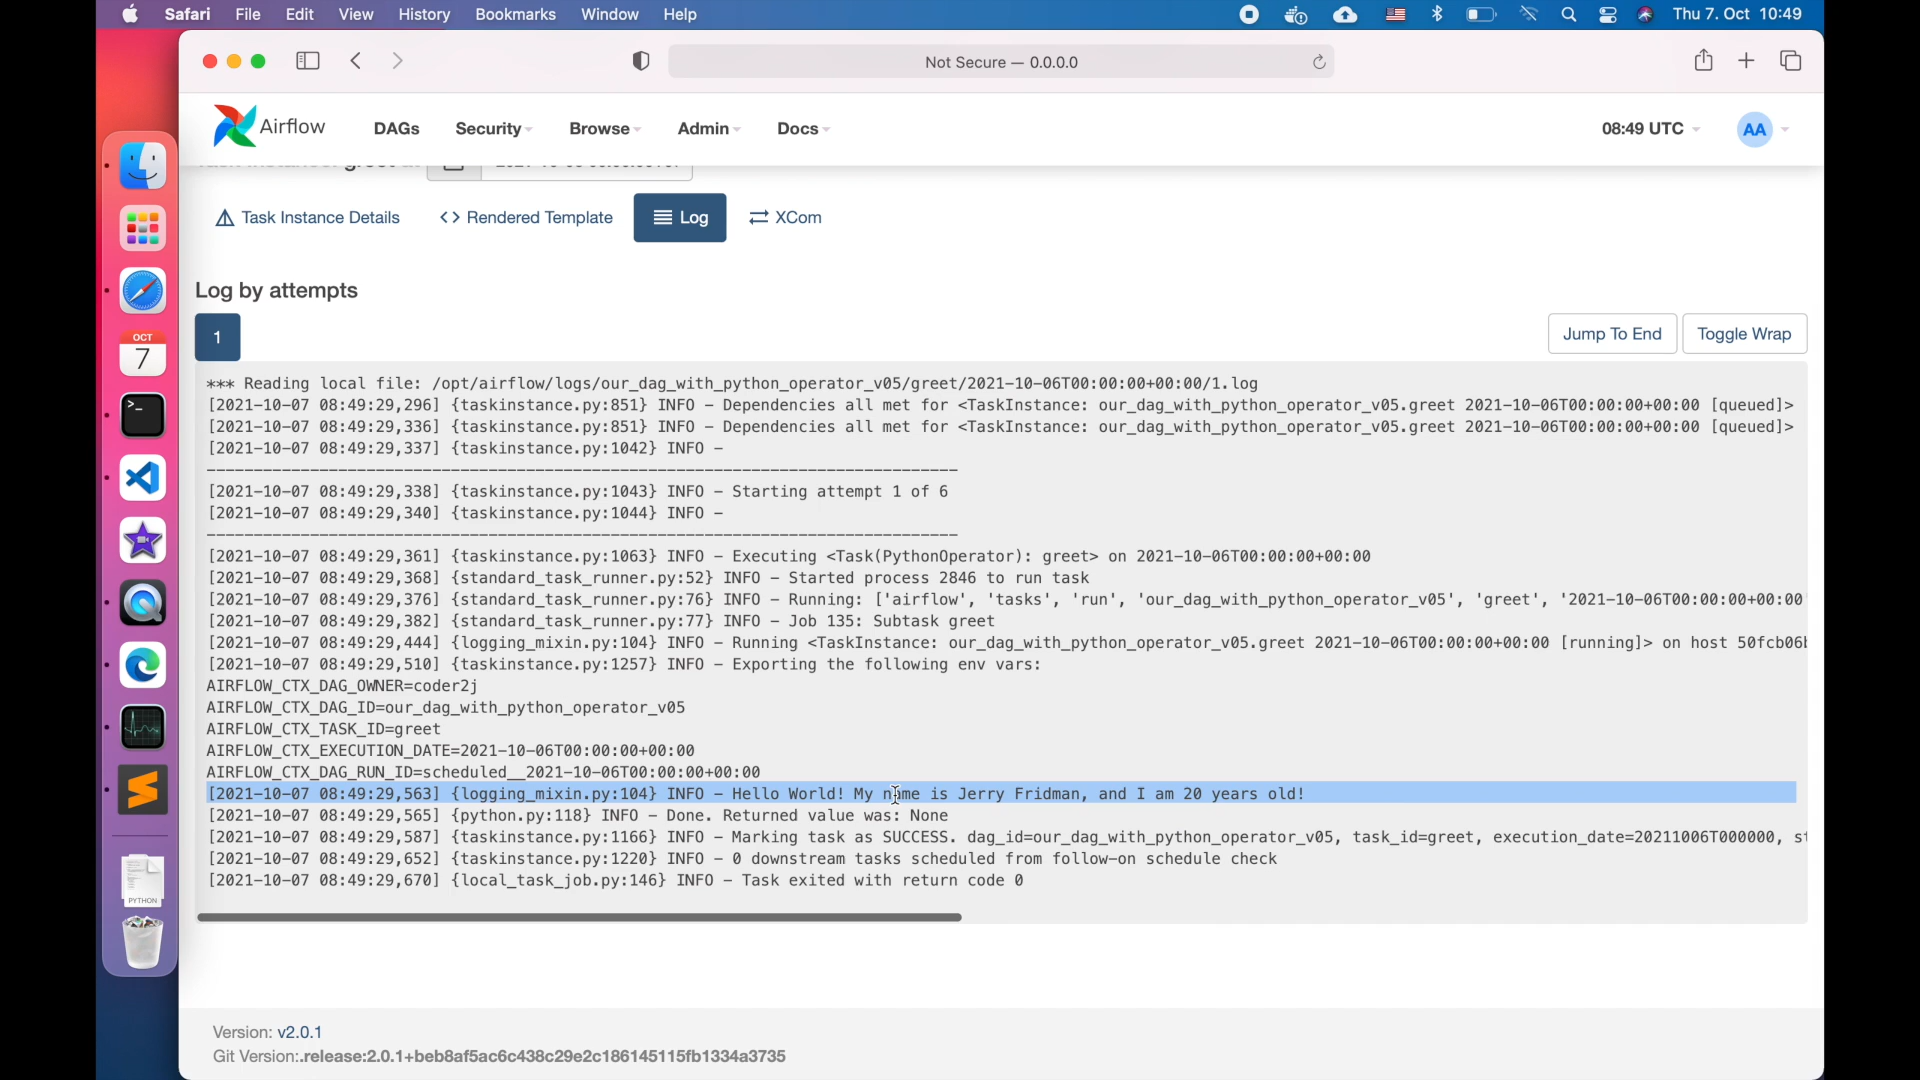 Safari File Edit View History Bookmarks Window Help Thu 7. Oct 10:49
Not Secure — 0.0.0.0
Airflow DAGs Security Browse Admin Docs 08:49 UTC AA
Task Instance Details <> Rendered Template Log XCom
Log by attempts
1 Jump To End Toggle Wrap
*** Reading local file: /opt/airflow/logs/our_dag_with_python_operator_v05/greet/2021-10-06T00:00:00+00:00/1.log
[2021-10-07 08:49:29,296] {taskinstance.py:851} INFO - Dependencies all met for <TaskInstance: our_dag_with_python_operator_v05.greet 2021-10-06T00:00:00+00:00 [queued]>
[2021-10-07 08:49:29,336] {taskinstance.py:851} INFO - Dependencies all met for <TaskInstance: our_dag_with_python_operator_v05.greet 2021-10-06T00:00:00+00:00 [queued]>
[2021-10-07 08:49:29,337] {taskinstance.py:1042} INFO -
--------------------------------------------------------------------------------
[2021-10-07 08:49:29,338] {taskinstance.py:1043} INFO - Starting attempt 1 of 6
[2021-10-07 08:49:29,340] {taskinstance.py:1044} INFO -
--------------------------------------------------------------------------------
[2021-10-07 08:49:29,361] {taskinstance.py:1063} INFO - Executing <Task(PythonOperator): greet> on 2021-10-06T00:00:00+00:00
[2021-10-07 08:49:29,368] {standard_task_runner.py:52} INFO - Started process 2846 to run task
[2021-10-07 08:49:29,376] {standard_task_runner.py:76} INFO - Running: ['airflow', 'tasks', 'run', 'our_dag_with_python_operator_v05', 'greet', '2021-10-06T00:00:00+00:00'
[2021-10-07 08:49:29,382] {standard_task_runner.py:77} INFO - Job 135: Subtask greet
[2021-10-07 08:49:29,444] {logging_mixin.py:104} INFO - Running <TaskInstance: our_dag_with_python_operator_v05.greet 2021-10-06T00:00:00+00:00 [running]> on host 50fcb06b
[2021-10-07 08:49:29,510] {taskinstance.py:1257} INFO - Exporting the following env vars:
AIRFLOW_CTX_DAG_OWNER=coder2j
AIRFLOW_CTX_DAG_ID=our_dag_with_python_operator_v05
AIRFLOW_CTX_TASK_ID=greet
AIRFLOW_CTX_EXECUTION_DATE=2021-10-06T00:00:00+00:00
AIRFLOW_CTX_DAG_RUN_ID=scheduled__2021-10-06T00:00:00+00:00
[2021-10-07 08:49:29,563] {logging_mixin.py:104} INFO - Hello World! My name is Jerry Fridman, and I am 20 years old!
[2021-10-07 08:49:29,565] {python.py:118} INFO - Done. Returned value was: None
[2021-10-07 08:49:29,587] {taskinstance.py:1166} INFO - Marking task as SUCCESS. dag_id=our_dag_with_python_operator_v05, task_id=greet, execution_date=20211006T000000, st
[2021-10-07 08:49:29,652] {taskinstance.py:1220} INFO - 0 downstream tasks scheduled from follow-on schedule check
[2021-10-07 08:49:29,670] {local_task_job.py:146} INFO - Task exited with return code 0
OCT
7
PYTHON
Version: v2.0.1
Git Version:.release:2.0.1+beb8af5ac6c438c29e2c186145115fb1334a3735